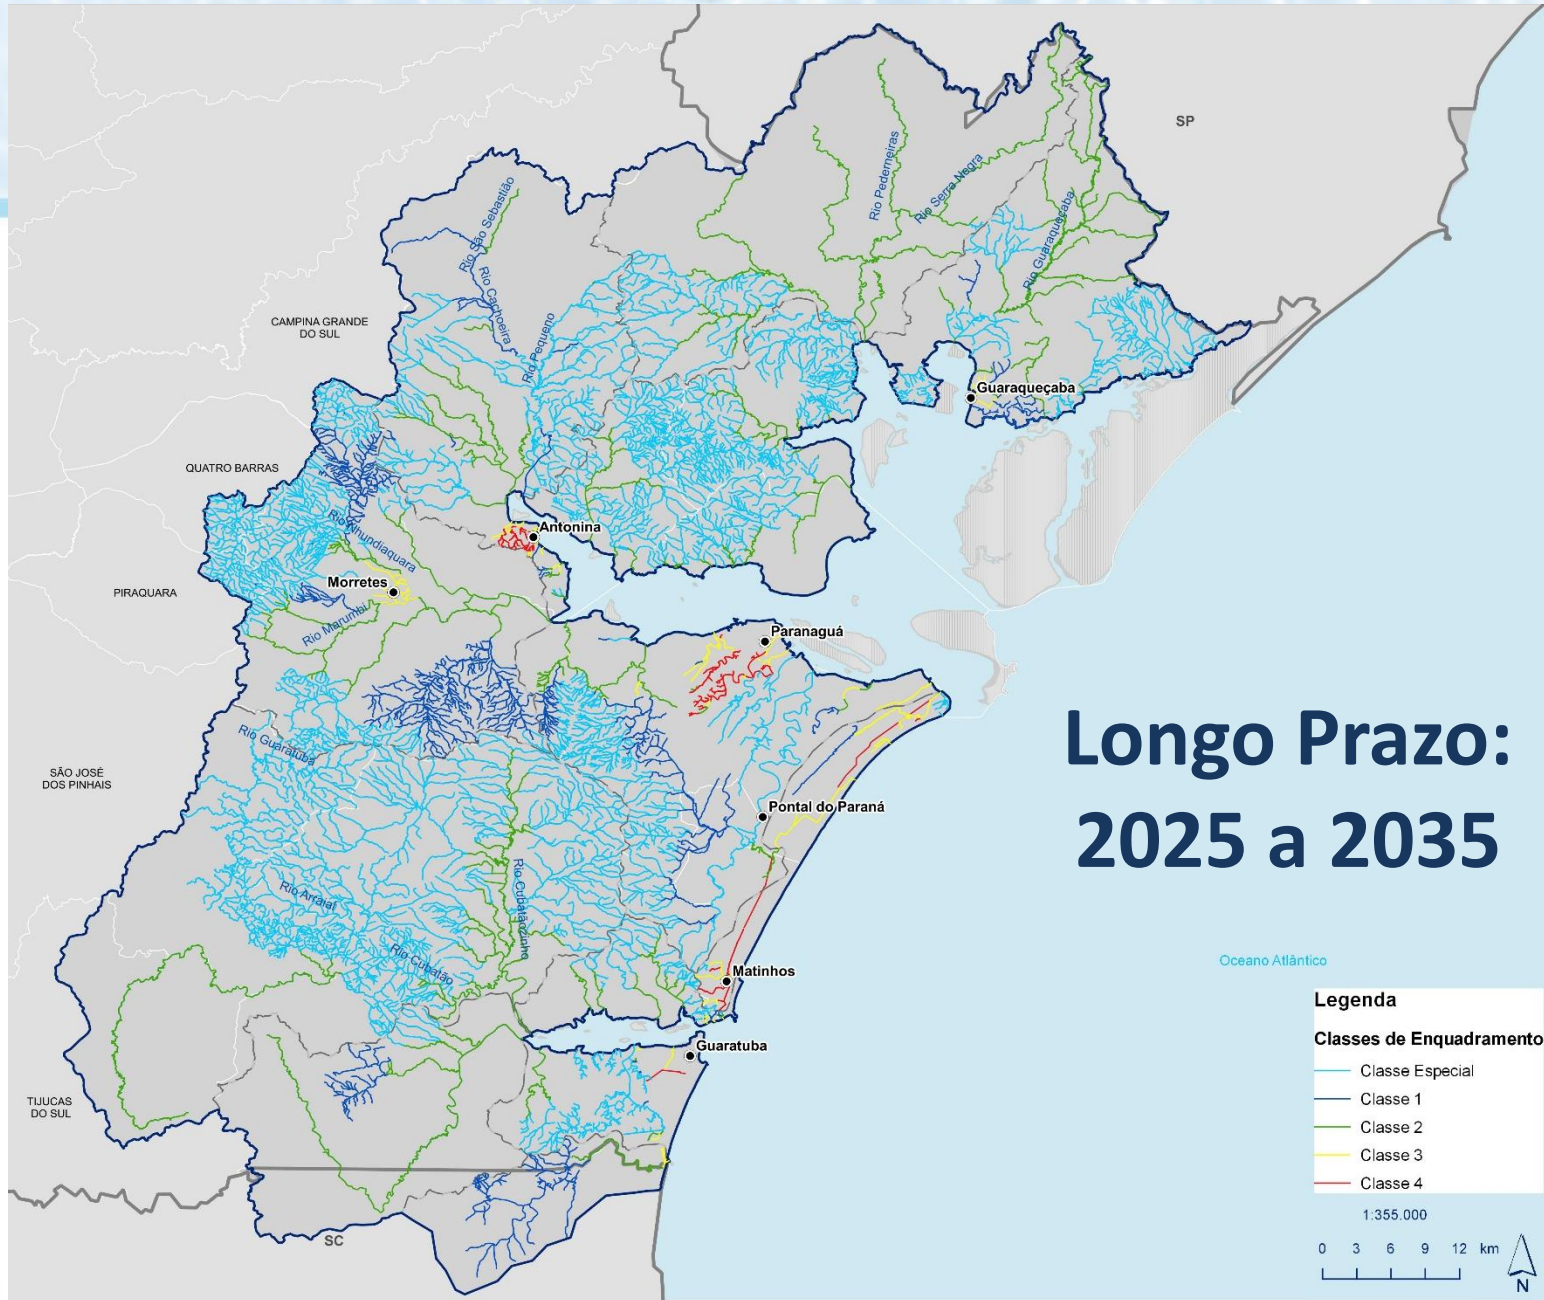 SP
Rio Pederneiras
Rio Serra Negra
Rio São Sebastião
Rio Guaraqueçaba
Rio Cachoeira
CAMPINA GRANDE
DO SUL
Rio Pequeno
Guaraqueçaba
QUATRO BARRAS
Rio Nhundiaquara
Antonina
Morretes
PIRAQUARA
Rio Marumbi
Paranaguá
Longo Prazo:
2025 a 2035
Rio Guaratuba
SÃO JOSÉ
DOS PINHAIS
Pontal do Paraná
Rio Arraial
Rio Cubatãozinho
Rio Cubatão
Matinhos
Oceano Atlântico
Guaratuba
TIJUCAS
DO SUL
SC
Legenda
Classes de Enquadramento
Classe Especial
Classe 1
Classe 2
Classe 3
Classe 4
1:355.000
0 3 6 9 12 km
N